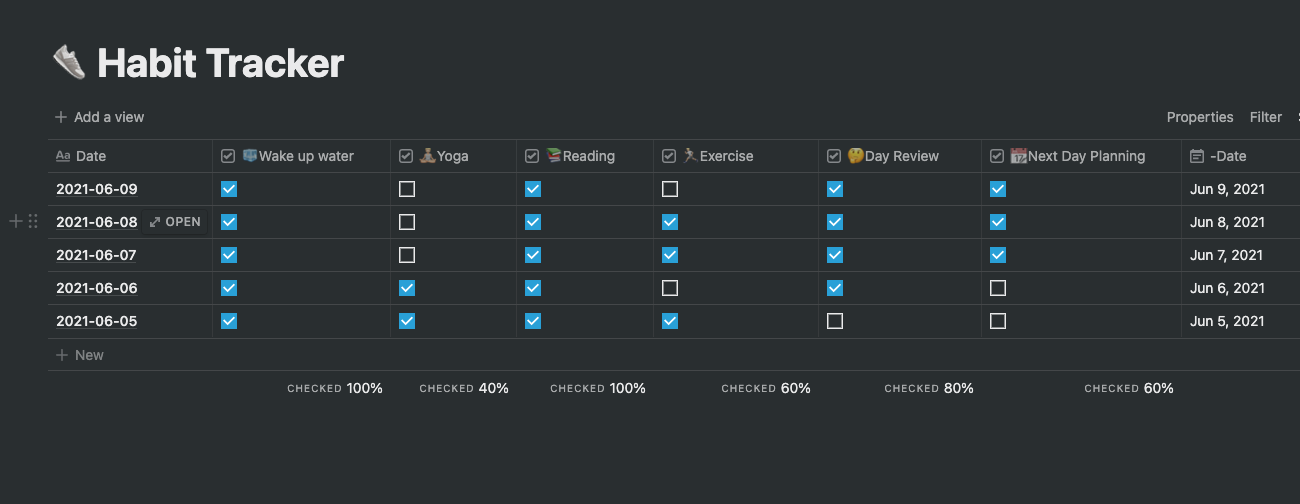 Habit Tracker
+ Add a view Properties Filter
Aa Date Wake up water Yoga Reading Exercise Day Review Next Day Planning -Date
2021-06-09 Jun 9, 2021
2021-06-08 OPEN Jun 8, 2021
2021-06-07 Jun 7, 2021
2021-06-06 Jun 6, 2021
2021-06-05 Jun 5, 2021
+ New
CHECKED 100% CHECKED 40% CHECKED 100% CHECKED 60% CHECKED 80% CHECKED 60%